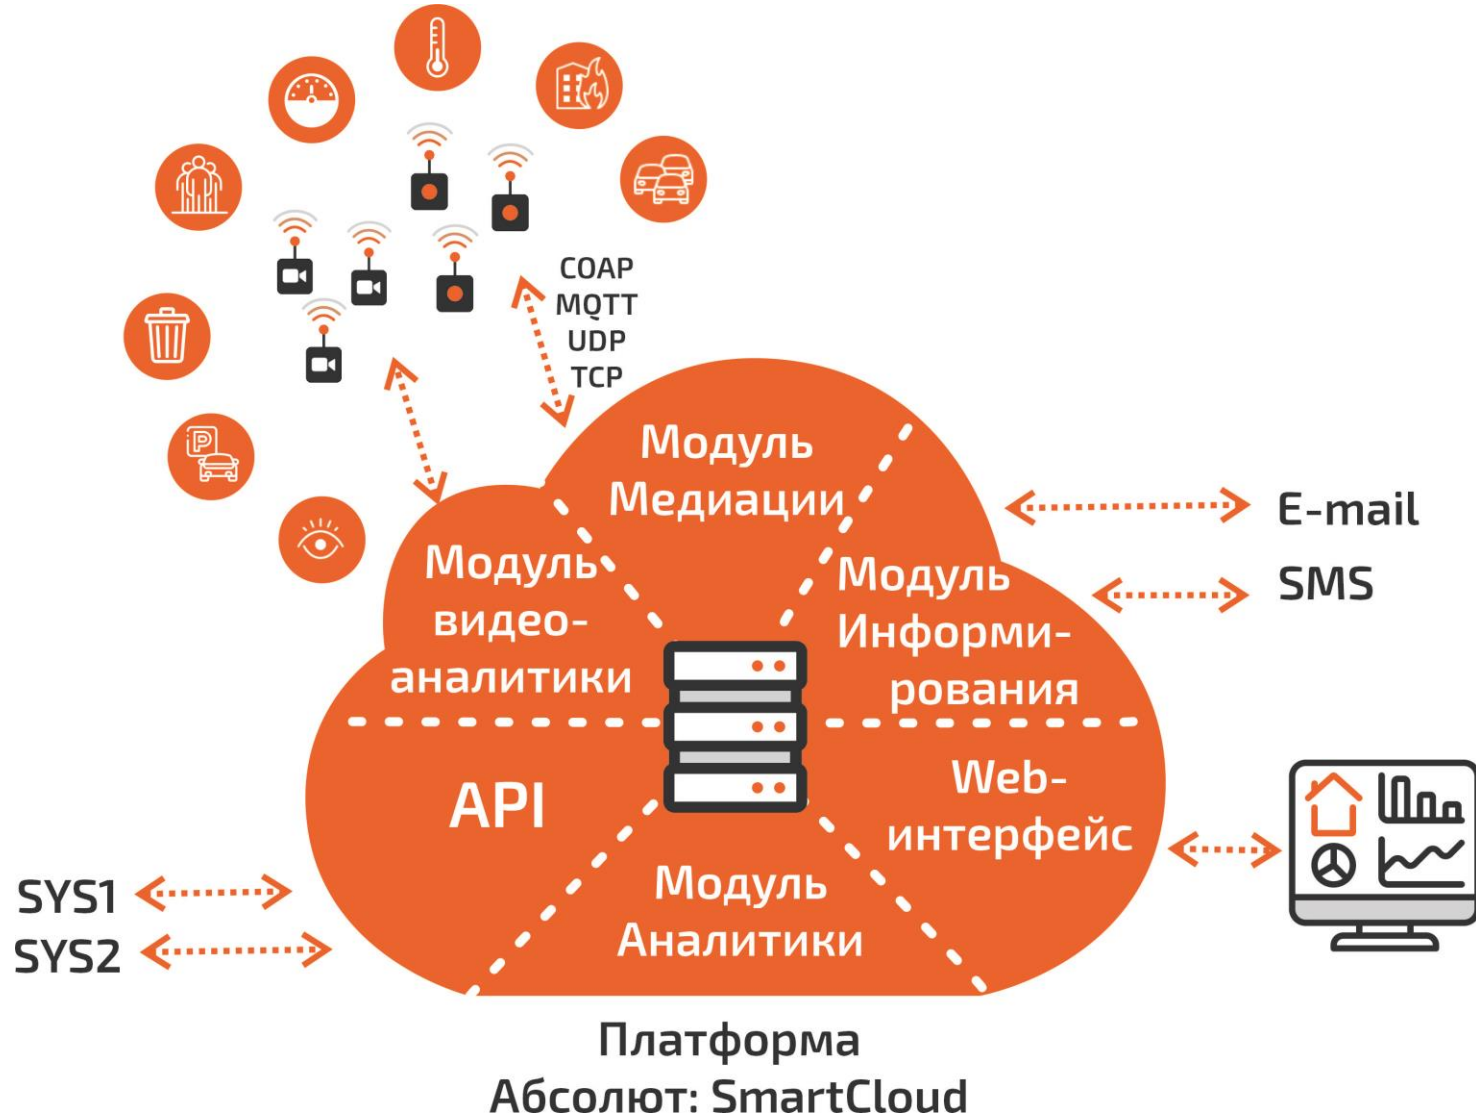 COAP
MQTT
UDP
TCP
Модуль
Медиации
Модуль
видео-
аналитики
Модуль
Информи-
рования
E-mail
SMS
API
Web-
интерфейс
Модуль
Аналитики
SYS1
SYS2
P
Платформа
Абсолют: SmartCloud